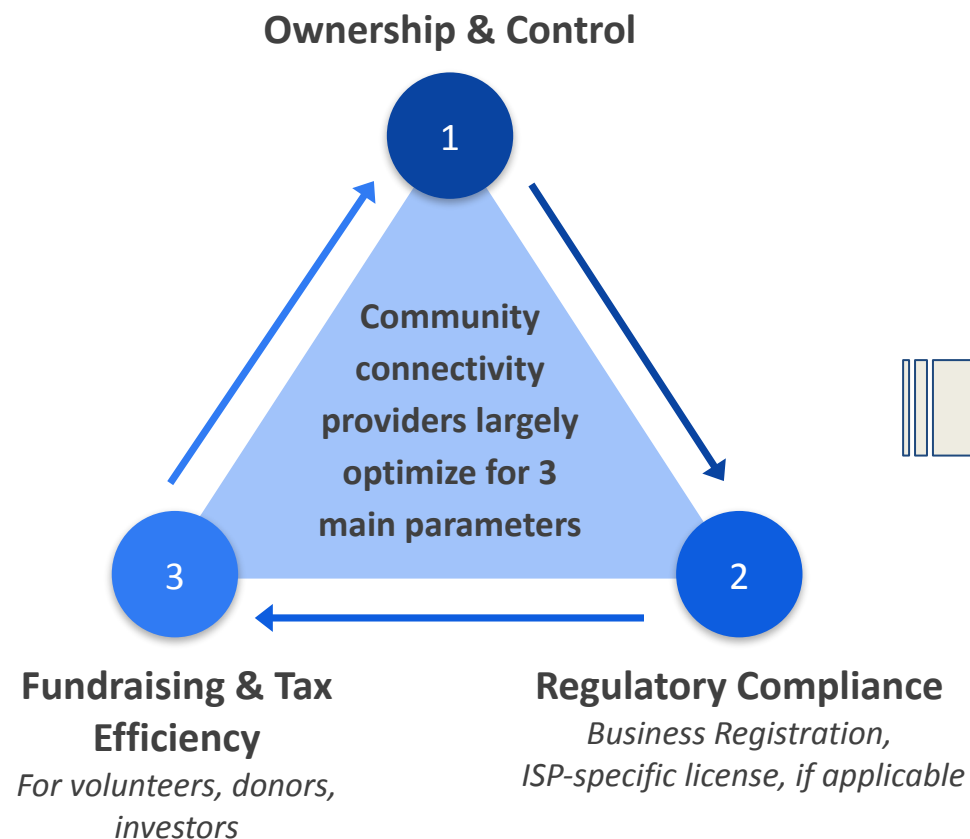 Ownership & Control
1
Community
connectivity
providers largely
optimize for 3
main parameters
3
2
Fundraising & Tax
Efficiency
For volunteers, donors,
investors
Regulatory Compliance
Business Registration,
ISP-specific license, if applicable